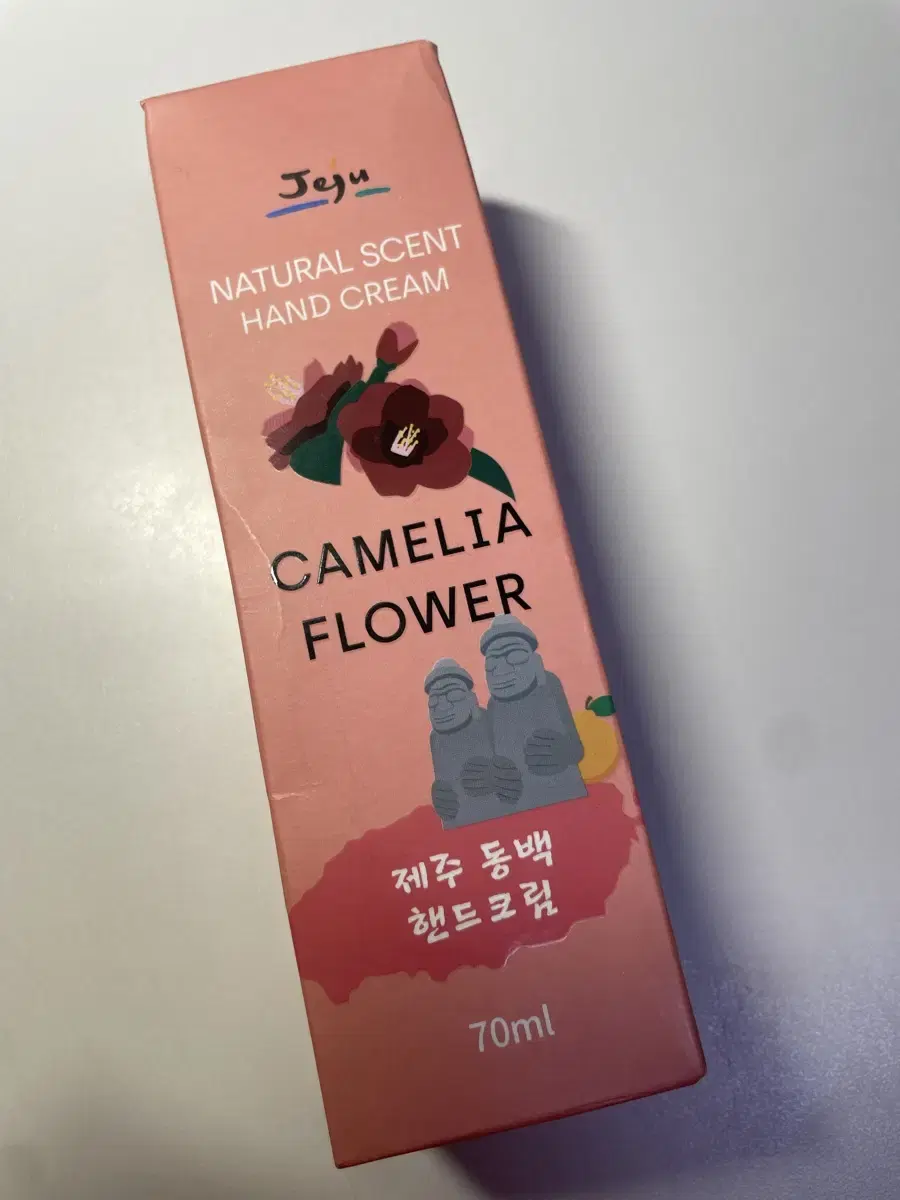 Jeju
NATURAL SCENT
HAND CREAM
CAMELIA
FLOWER
제주 동백
핸드크림
70ml